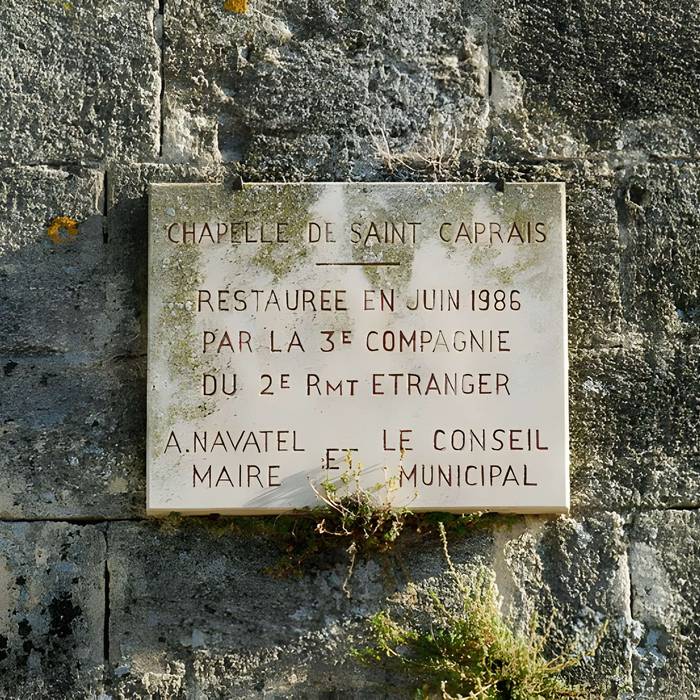 CHAPELLE DE SAINT CAPRAIS
RESTAUREE EN JUIN 1986
PAR LA 3E COMPAGNIE
DU 2E RMT ETRANGER
A.NAVATEL ET LE CONSEIL
MAIRE MUNICIPAL